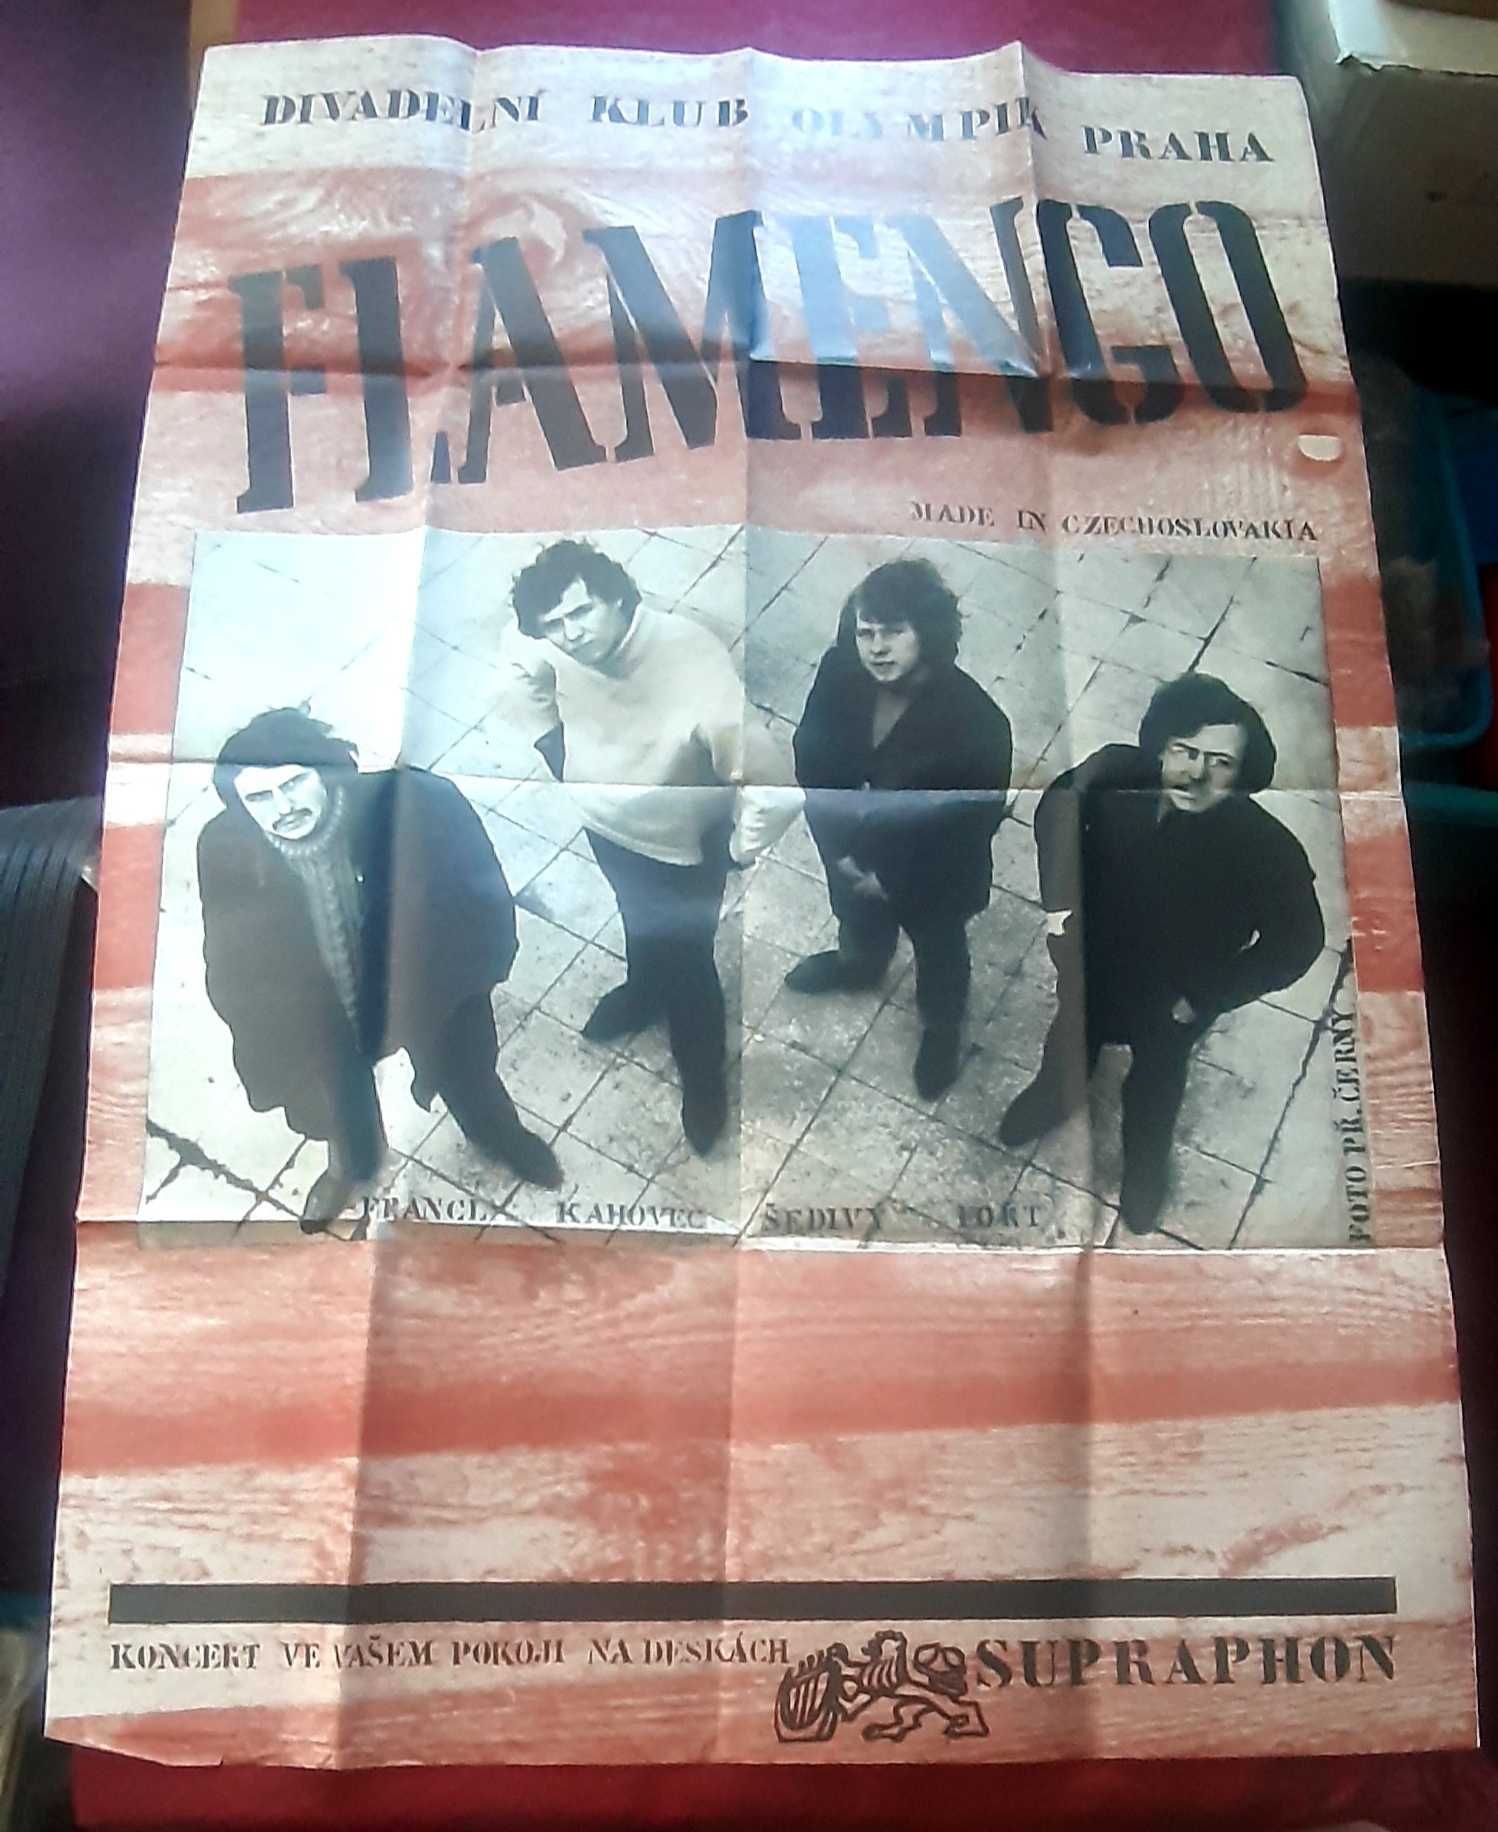 DIVADELNÍ KLUB OLYMPIK PRAHA
FLAMENGO
MADE IN CZECHOSLOVAKIA
FRANCL KAHOVEC ŠEDIVÝ FORT
FOTO PŘ. ČERNÝ
KONCERT VE VAŠEM POKOJI NA DESKÁCH SUPRAPHON